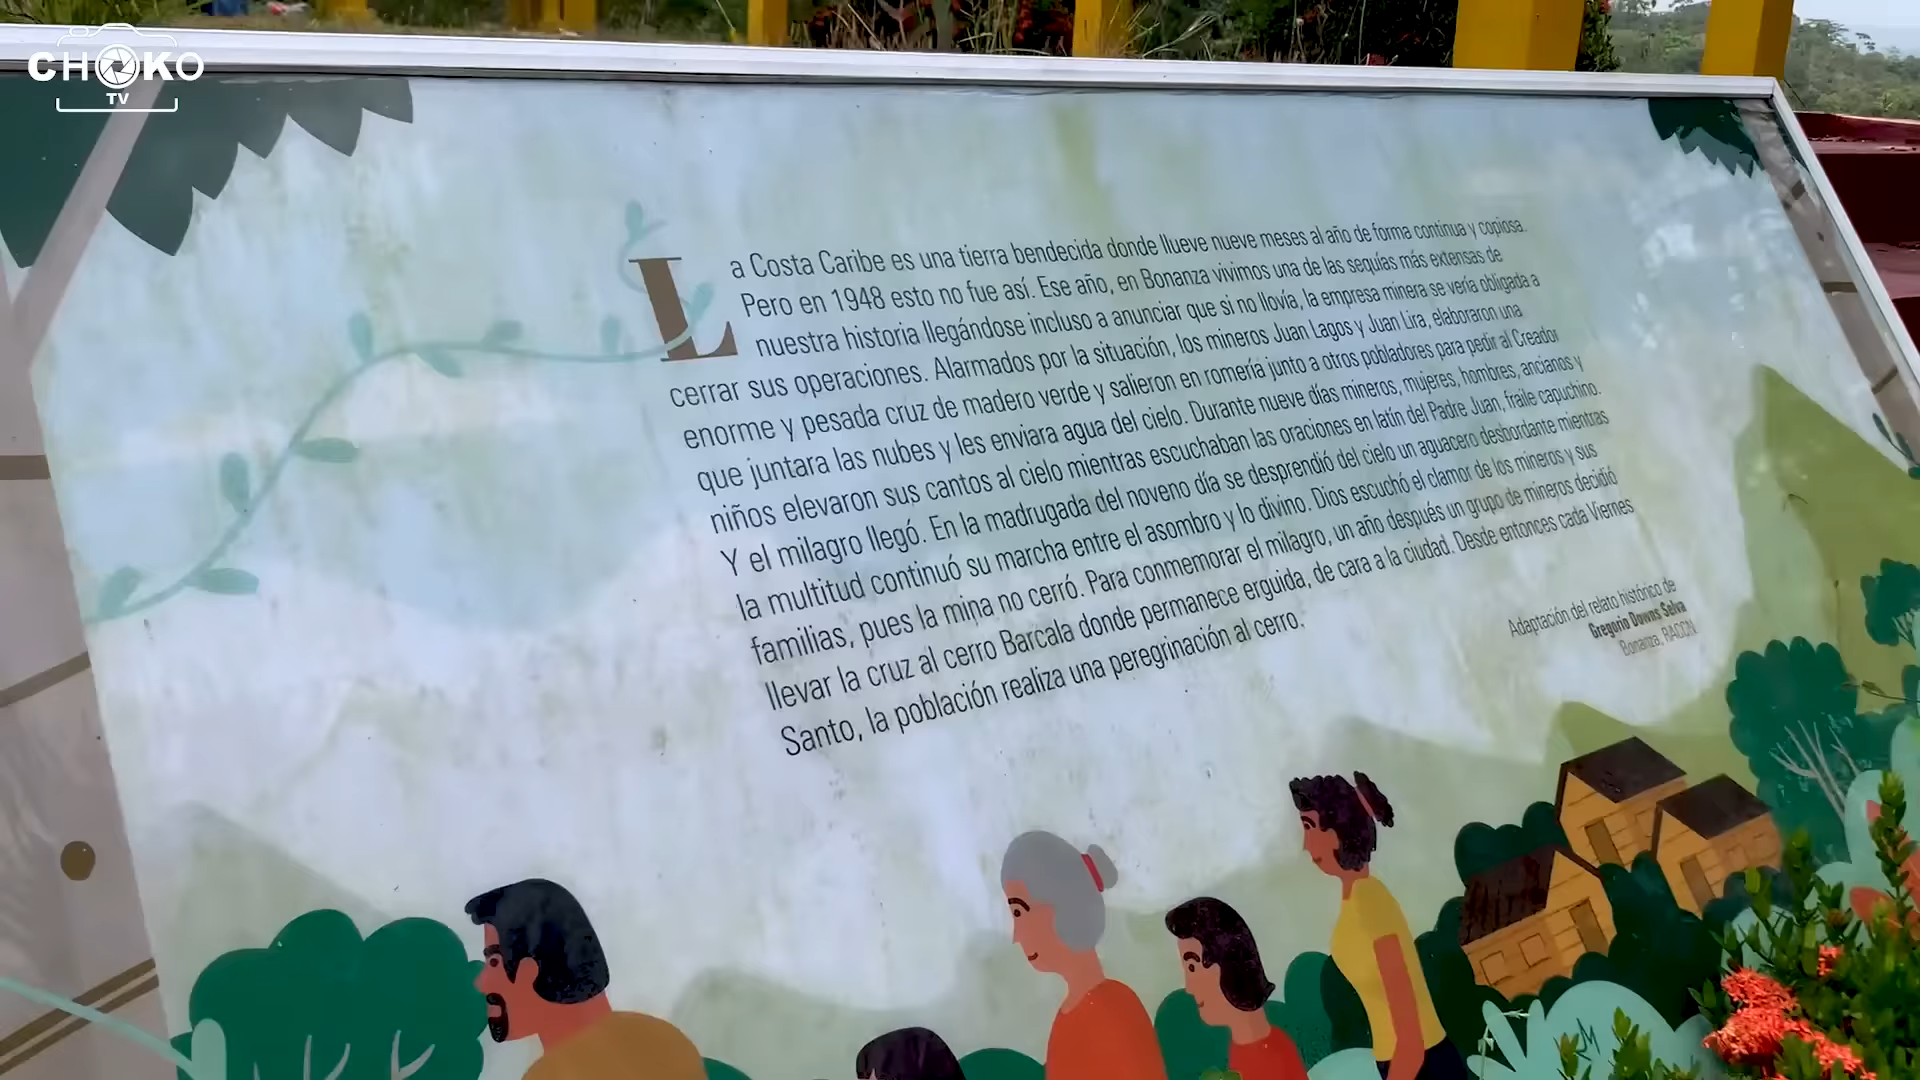 CHOKO
TV
La Costa Caribe es una tierra bendecida donde llueve nueve meses al año de forma continua y copiosa.
Pero en 1948 esto no fue así. Ese año, en Bonanza vivimos una de las sequías más extensas de
nuestra historia llegándose incluso a anunciar que si no llovía, la empresa minera se vería obligada a
cerrar sus operaciones. Alarmados por la situación, los mineros Juan Lagos y Juan Lira, elaboraron una
enorme y pesada cruz de madero verde y salieron en romería junto a otros pobladores para pedir al Creador
que juntara las nubes y les enviara agua del cielo. Durante nueve días mineros, mujeres, hombres, ancianos y
niños elevaron sus cantos al cielo mientras escuchaban las oraciones en latín del Padre Juan, fraile capuchino.
Y el milagro llegó. En la madrugada del noveno día se desprendió del cielo un aguacero desbordante mientras
la multitud continuó su marcha entre el asombro y lo divino. Dios escuchó el clamor de los mineros y sus
familias, pues la mina no cerró. Para conmemorar el milagro, un año después un grupo de mineros decidió
llevar la cruz al cerro Barcala donde permanece erguida, de cara a la ciudad. Desde entonces cada Viernes
Santo, la población realiza una peregrinación al cerro.
Adaptación del relato histórico de
Gregorio Downs Selva
Bonanza, RACCN